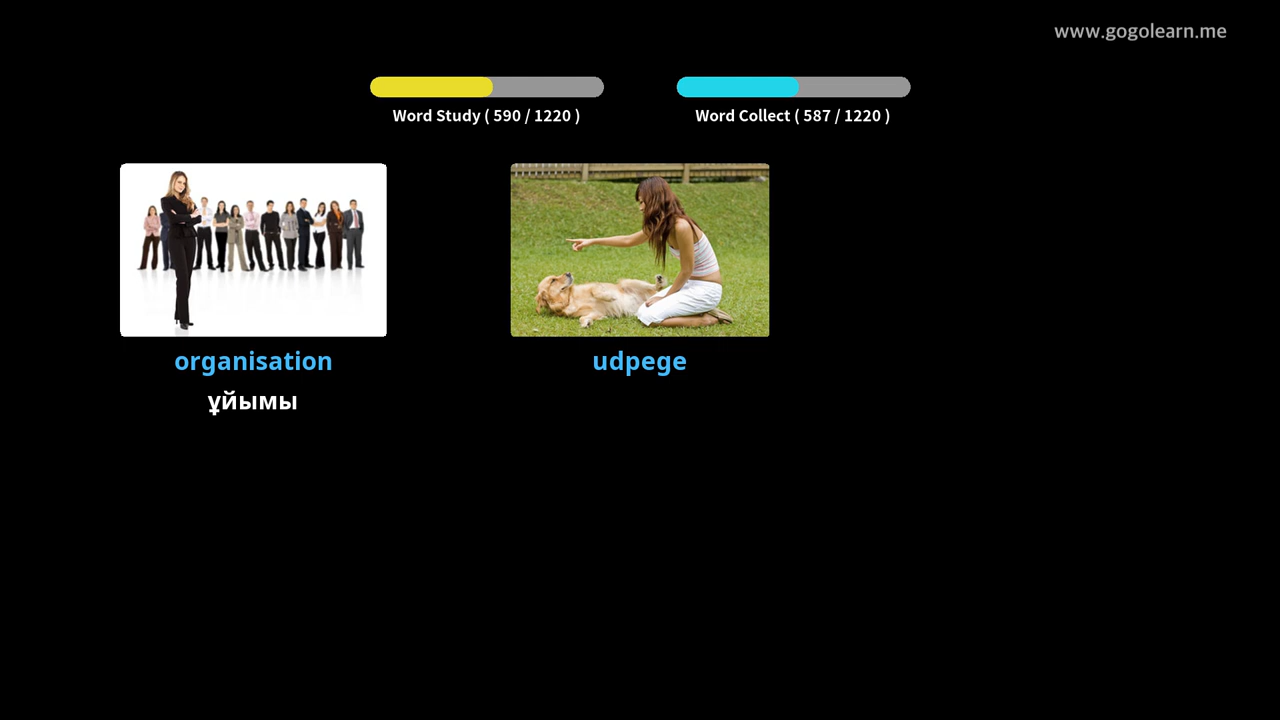 www.gogolearn.me
Word Study ( 590 / 1220 )
Word Collect ( 587 / 1220 )
organisation
ұйымы
udpege